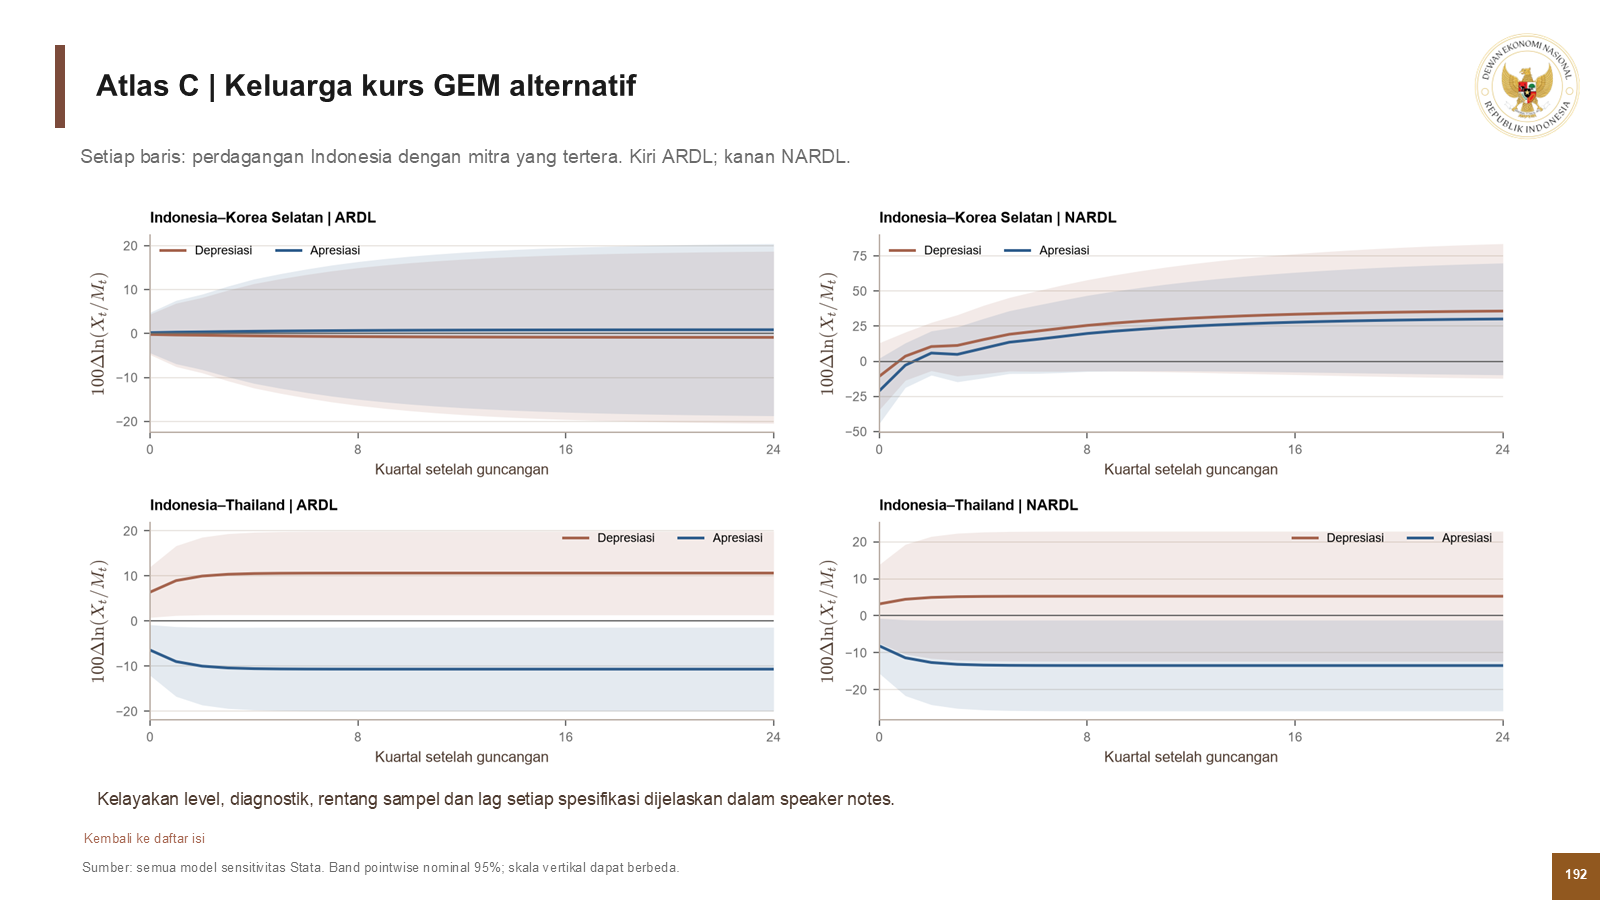 Atlas C | Keluarga kurs GEM alternatif
DEWAN EKONOMI NASIONAL
REPUBLIK INDONESIA
Setiap baris: perdagangan Indonesia dengan mitra yang tertera. Kiri ARDL; kanan NARDL.
Indonesia–Korea Selatan | ARDL
Depresiasi Apresiasi
100Δln(Xt/Mt)
20
10
0
−10
−20
0 8 16 24
Kuartal setelah guncangan
Indonesia–Korea Selatan | NARDL
Depresiasi Apresiasi
100Δln(Xt/Mt)
75
50
25
0
−25
−50
0 8 16 24
Kuartal setelah guncangan
Indonesia–Thailand | ARDL
Depresiasi Apresiasi
100Δln(Xt/Mt)
20
10
0
−10
−20
0 8 16 24
Kuartal setelah guncangan
Indonesia–Thailand | NARDL
Depresiasi Apresiasi
100Δln(Xt/Mt)
20
10
0
−10
−20
0 8 16 24
Kuartal setelah guncangan
Kelayakan level, diagnostik, rentang sampel dan lag setiap spesifikasi dijelaskan dalam speaker notes.
Kembali ke daftar isi
Sumber: semua model sensitivitas Stata. Band pointwise nominal 95%; skala vertikal dapat berbeda.
192